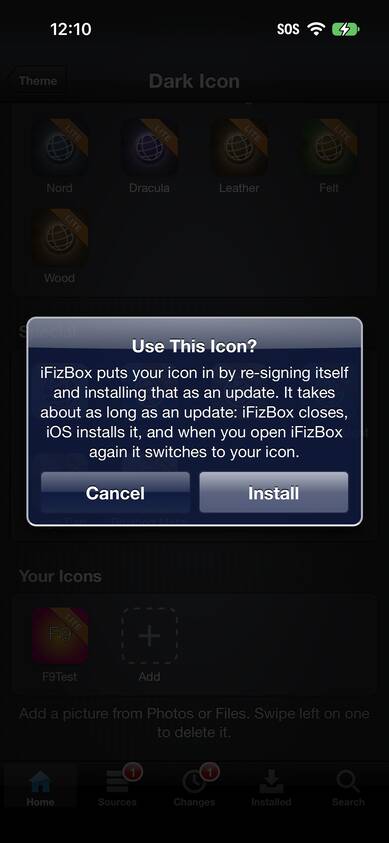 12:10
SOS
Theme
Dark Icon
LITE
LITE
LITE
LITE
Nord
Dracula
Leather
Felt
LITE
Wood
Use This Icon?
iFizBox puts your icon in by re-signing itself
and installing that as an update. It takes
about as long as an update: iFizBox closes,
iOS installs it, and when you open iFizBox
again it switches to your icon.
Cancel
Install
Your Icons
F9
LITE
F9Test
Add
Add a picture from Photos or Files. Swipe left on one
to delete it.
1
1
Home
Sources
Changes
Installed
Search